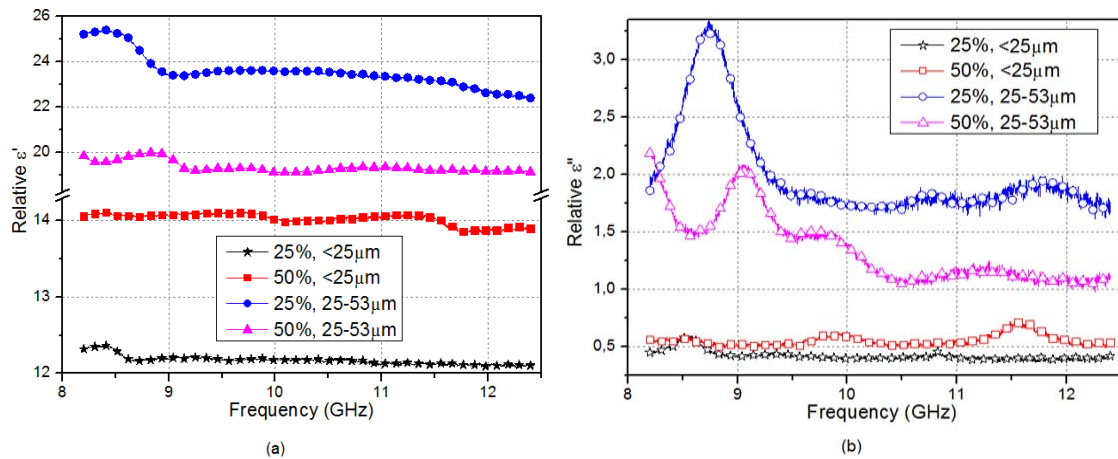 26
24
22
20
14
13
12
Relative ε'
8
9
10
11
12
Frequency (GHz)
25%, <25μm
50%, <25μm
25%, 25-53μm
50%, 25-53μm
(a)
3.0
2.5
2.0
1.5
1.0
0.5
Relative ε"
8
9
10
11
12
Frequency (GHz)
25%, <25μm
50%, <25μm
25%, 25-53μm
50%, 25-53μm
(b)